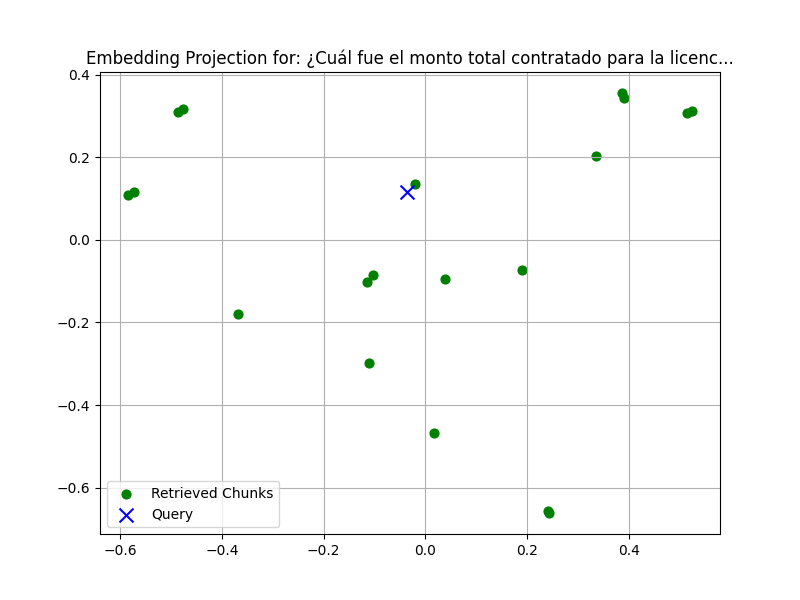 Embedding Projection for: ¿Cuál fue el monto total contratado para la licenc...
0.4
0.2
0.0
−0.2
−0.4
−0.6
Retrieved Chunks
Query
−0.6 −0.4 −0.2 0.0 0.2 0.4